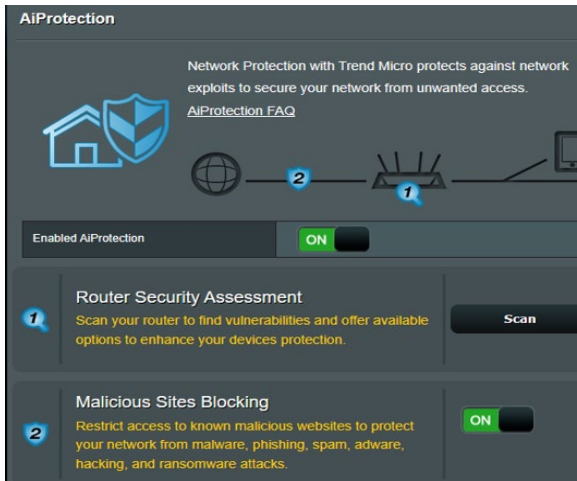 AiProtection
Network Protection with Trend Micro protects against network
exploits to secure your network from unwanted access.
AiProtection FAQ
2
1
Enabled AiProtection
ON
1
Router Security Assessment
Scan your router to find vulnerabilities and offer available
options to enhance your devices protection.
Scan
2
Malicious Sites Blocking
Restrict access to known malicious websites to protect
your network from malware, phishing, spam, adware,
hacking, and ransomware attacks.
ON